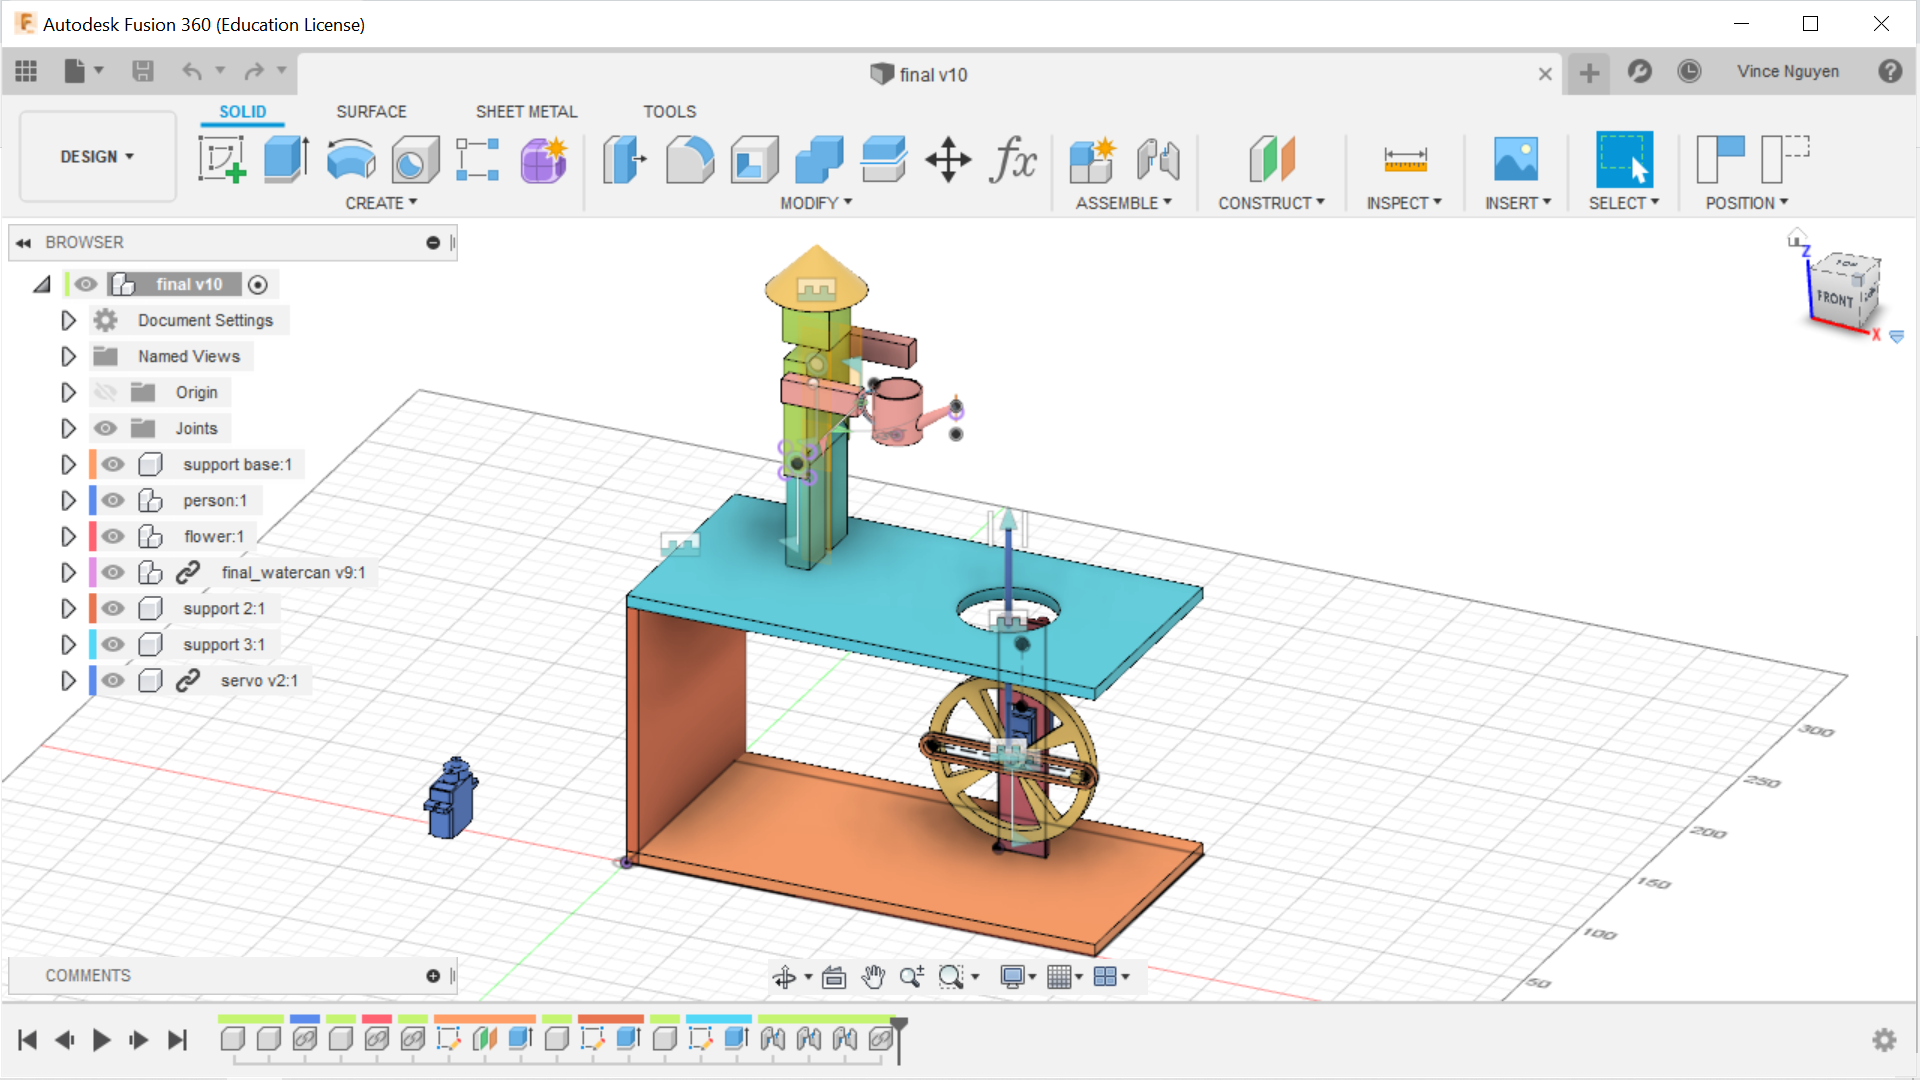 Autodesk Fusion 360 (Education License)
final v10
Vince Nguyen
SOLID
SURFACE
SHEET METAL
TOOLS
DESIGN
CREATE
MODIFY
ASSEMBLE
CONSTRUCT
INSPECT
INSERT
SELECT
POSITION
fx
BROWSER
final v10
Document Settings
Named Views
Origin
Joints
support base:1
person:1
flower:1
final_watercan v9:1
support 2:1
support 3:1
servo v2:1
Z
TOP
FRONT
X
300
250
200
150
100
50
COMMENTS